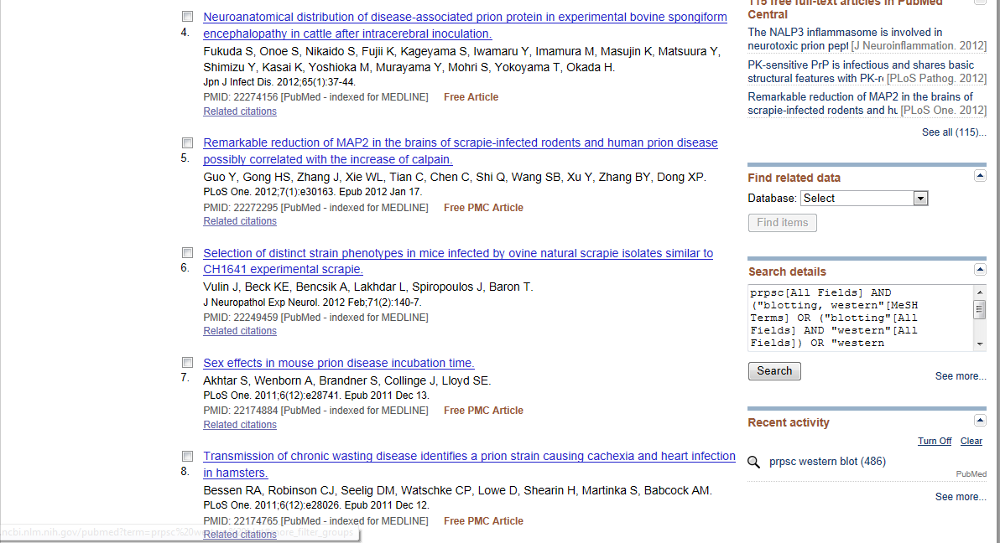 Neuroanatomical distribution of disease-associated prion protein in experimental bovine spongiform
4.
encephalopathy in cattle after intracerebral inoculation.
Fukuda S, Onoe S, Nikaido S, Fujii K, Kageyama S, Iwamaru Y, Imamura M, Masujin K, Matsuura Y,
Shimizu Y, Kasai K, Yoshioka M, Murayama Y, Mohri S, Yokoyama T, Okada H.
Jpn J Infect Dis. 2012;65(1):37-44.
PMID: 22274156 [PubMed - indexed for MEDLINE] Free Article
Related citations
Remarkable reduction of MAP2 in the brains of scrapie-infected rodents and human prion disease
5.
possibly correlated with the increase of calpain.
Guo Y, Gong HS, Zhang J, Xie WL, Tian C, Chen C, Shi Q, Wang SB, Xu Y, Zhang BY, Dong XP.
PLoS One. 2012;7(1):e30163. Epub 2012 Jan 17.
PMID: 22272295 [PubMed - indexed for MEDLINE] Free PMC Article
Related citations
Selection of distinct strain phenotypes in mice infected by ovine natural scrapie isolates similar to
6.
CH1641 experimental scrapie.
Vulin J, Beck KE, Bencsik A, Lakhdar L, Spiropoulos J, Baron T.
J Neuropathol Exp Neurol. 2012 Feb;71(2):140-7.
PMID: 22249459 [PubMed - indexed for MEDLINE]
Related citations
Sex effects in mouse prion disease incubation time.
7.
Akhtar S, Wenborn A, Brandner S, Collinge J, Lloyd SE.
PLoS One. 2011;6(12):e28741. Epub 2011 Dec 13.
PMID: 22174884 [PubMed - indexed for MEDLINE] Free PMC Article
Related citations
Transmission of chronic wasting disease identifies a prion strain causing cachexia and heart infection
8.
in hamsters.
Bessen RA, Robinson CJ, Seelig DM, Watschke CP, Lowe D, Shearin H, Martinka S, Babcock AM.
PLoS One. 2011;6(12):e28026. Epub 2011 Dec 12.
PMID: 22174765 [PubMed - indexed for MEDLINE] Free PMC Article
Related citations
.ncbi.nlm.nih.gov/pubmed?term=prpsc%20w
more_filter_groups
115 free full-text articles in PubMed
Central
The NALP3 inflammasome is involved in
neurotoxic prion pept [J Neuroinflammation. 2012]
PK-sensitive PrP is infectious and shares basic
structural features with PK-r [PLoS Pathog. 2012]
Remarkable reduction of MAP2 in the brains of
scrapie-infected rodents and hu [PLoS One. 2012]
See all (115)...
Find related data
Database: Select
Find items
Search details
prpsc[All Fields] AND
("blotting, western"[MeSH
Terms] OR ("blotting"[All
Fields] AND "western"[All
Fields]) OR "western
Search
See more...
Recent activity
Turn Off Clear
prpsc western blot (486)
PubMed
See more...